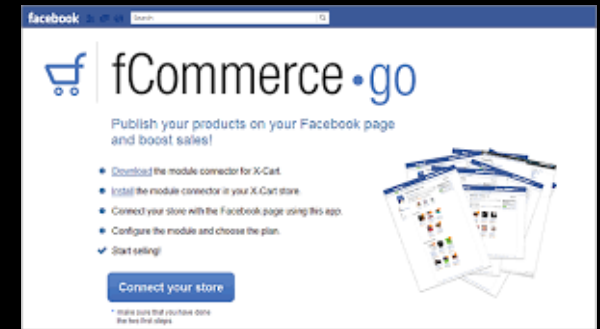 facebook
Search
fCommerce•go
Publish your products on your Facebook page
and boost sales!
Download the module connector for X-Cart.
Install the module connector in your X-Cart store.
Connect your store with the Facebook page using this app.
Configure the module and choose the plan.
Start selling!
Connect your store
* make sure that you have done
the two first steps